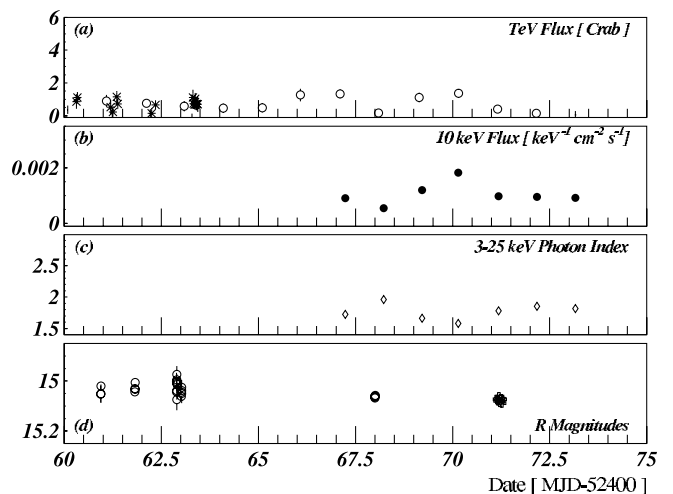 6
(a)
TeV Flux [ Crab ]
4
2
0
(b)
10 keV Flux [ keV⁻¹ cm⁻² s⁻¹]
0.002
0
(c)
3-25 keV Photon Index
2.5
2
1.5
15
15.2
(d)
R Magnitudes
60 62.5 65 67.5 70 72.5 75
Date [ MJD-52400 ]